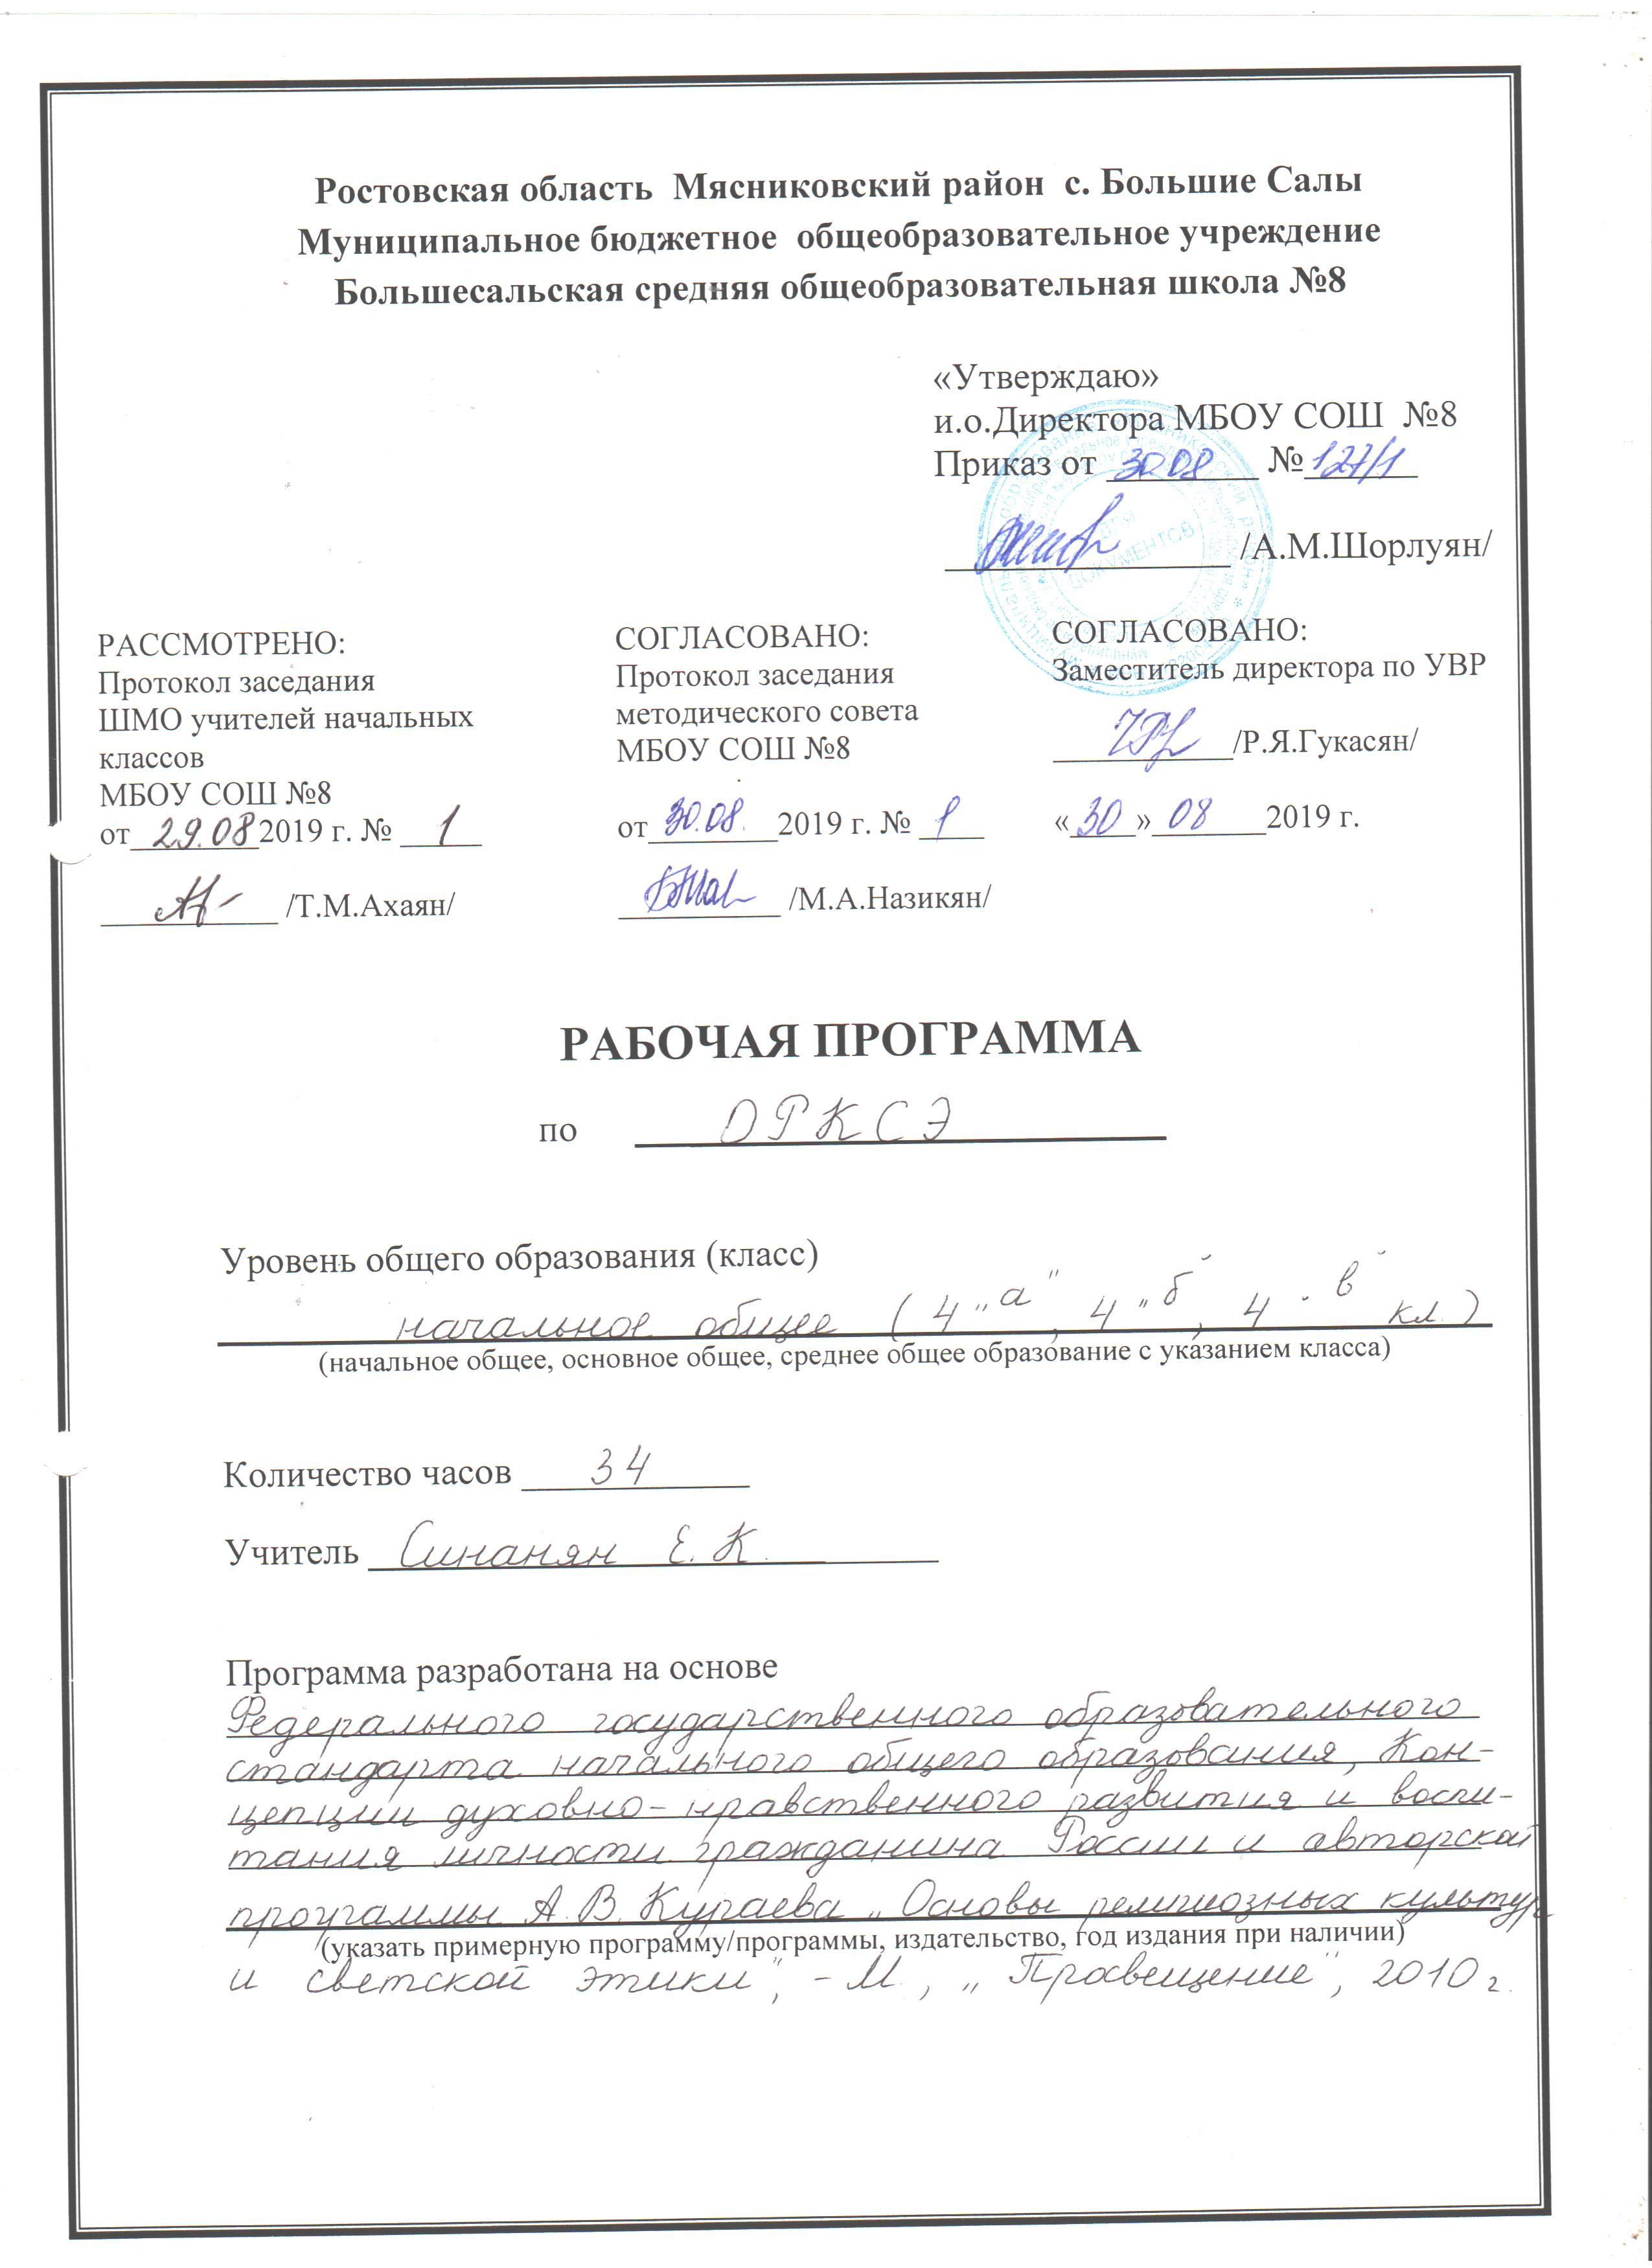 Ростовская область Мясниковский район с. Большие Салы
Муниципальное бюджетное общеобразовательное учреждение
Большесальская средняя общеобразовательная школа №8
«Утверждаю»
и.о.Директора МБОУ СОШ №8
Приказ от 30.08 № 127/1
/А.М.Шорлуян/
ДОКУМЕНТОВ
РАССМОТРЕНО:
Протокол заседания
ШМО учителей начальных
классов
МБОУ СОШ №8
от 29.08 2019 г. № 1
/Т.М.Ахаян/
СОГЛАСОВАНО:
Протокол заседания
методического совета
МБОУ СОШ №8
от 30.08. 2019 г. № 1
/М.А.Назикян/
СОГЛАСОВАНО:
Заместитель директора по УВР
/Р.Я.Гукасян/
«30» 08 2019 г.
РАБОЧАЯ ПРОГРАММА
по ОРКСЭ
Уровень общего образования (класс)
начальное общее (4 „а", 4 „б", 4 „в" кл.)
(начальное общее, основное общее, среднее общее образование с указанием класса)
Количество часов 34
Учитель Синанян Е.К.
Программа разработана на основе
Федерального государственного образовательного
стандарта начального общего образования, Кон-
цепции духовно-нравственного развития и воспи-
тания личности гражданина России и авторской
программы А.В. Кураева „Основы религиозных культур
(указать примерную программу/программы, издательство, год издания при наличии)
и светской этики", - М., „Просвещение", 2010 г.